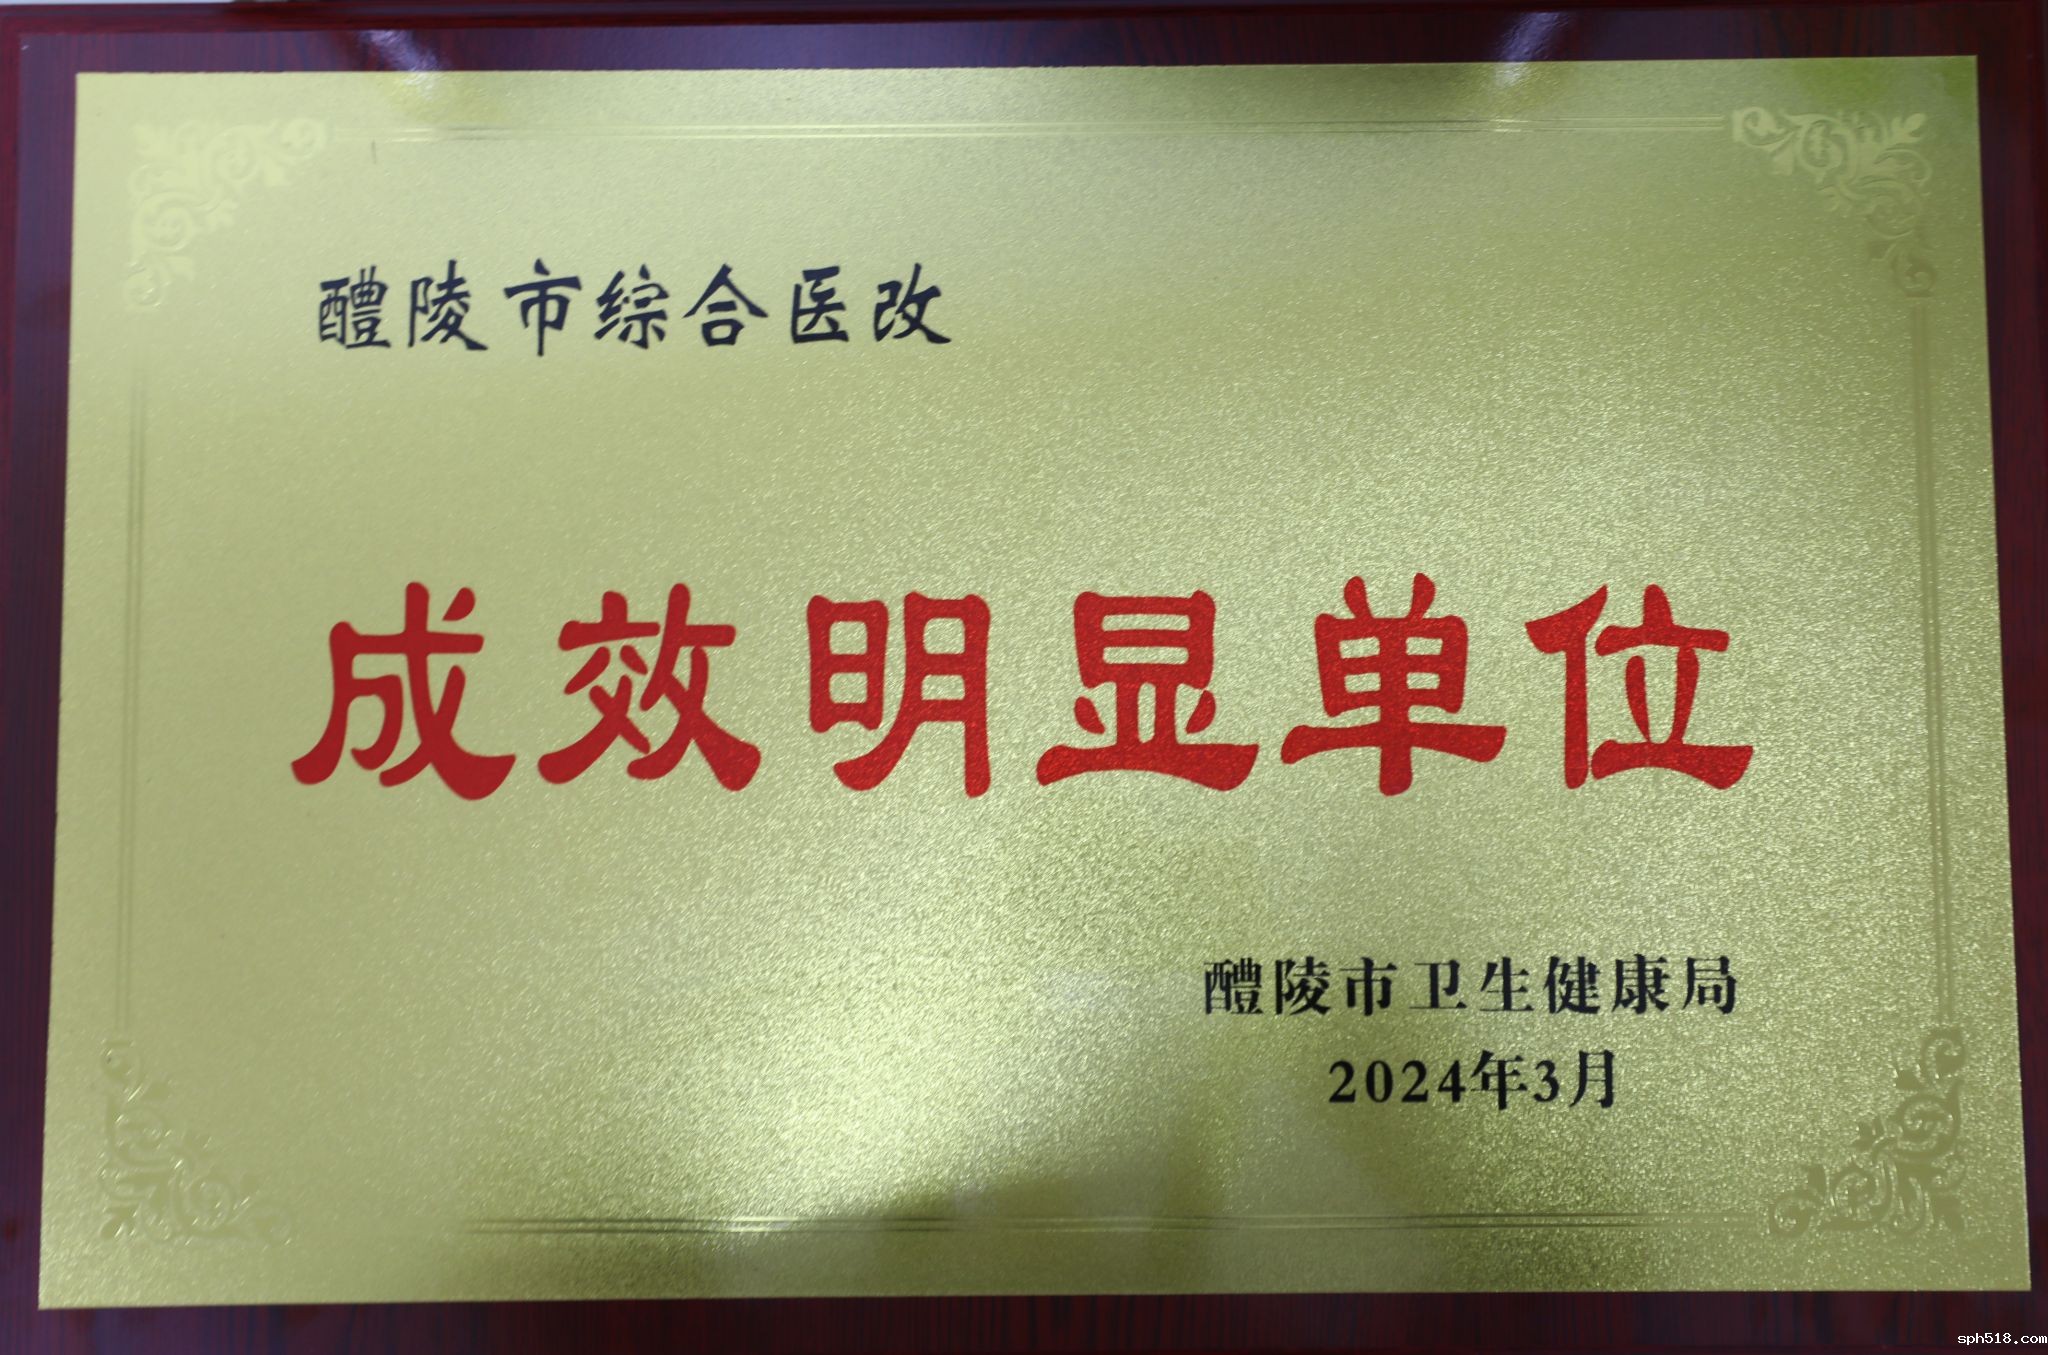 醴陵市综合医改
成效明显单位
醴陵市卫生健康局
2024年3月
sph518.com